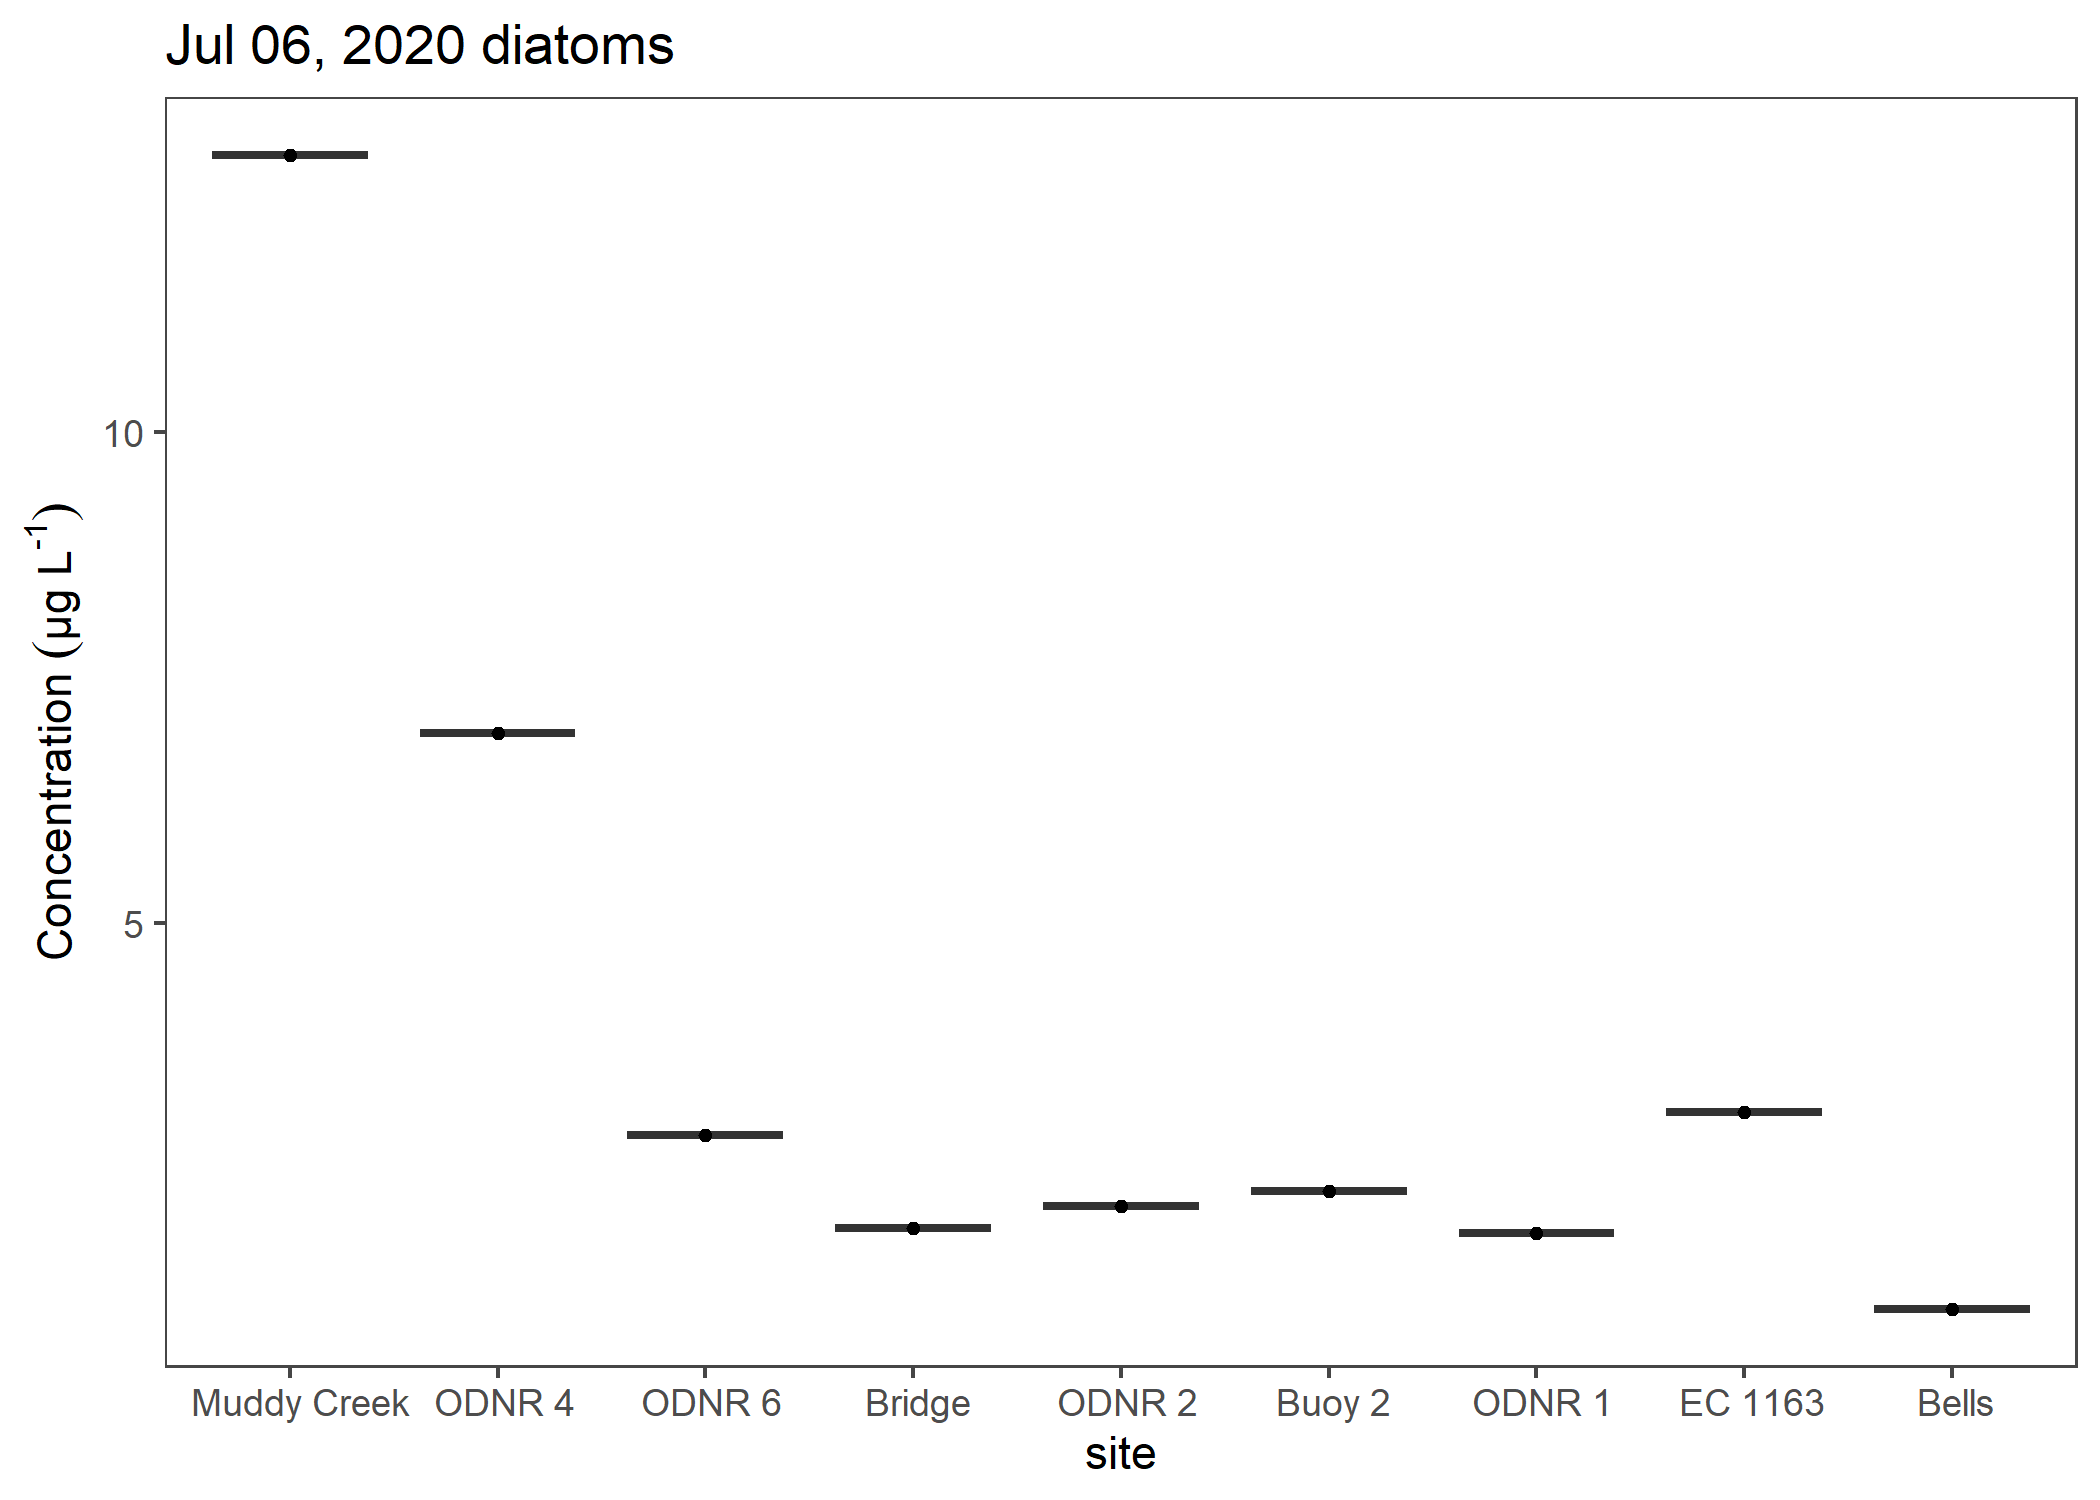 Jul 06, 2020 diatoms
Concentration (µg L⁻¹)
10
5
Muddy Creek ODNR 4 ODNR 6 Bridge ODNR 2 Buoy 2 ODNR 1 EC 1163 Bells
site